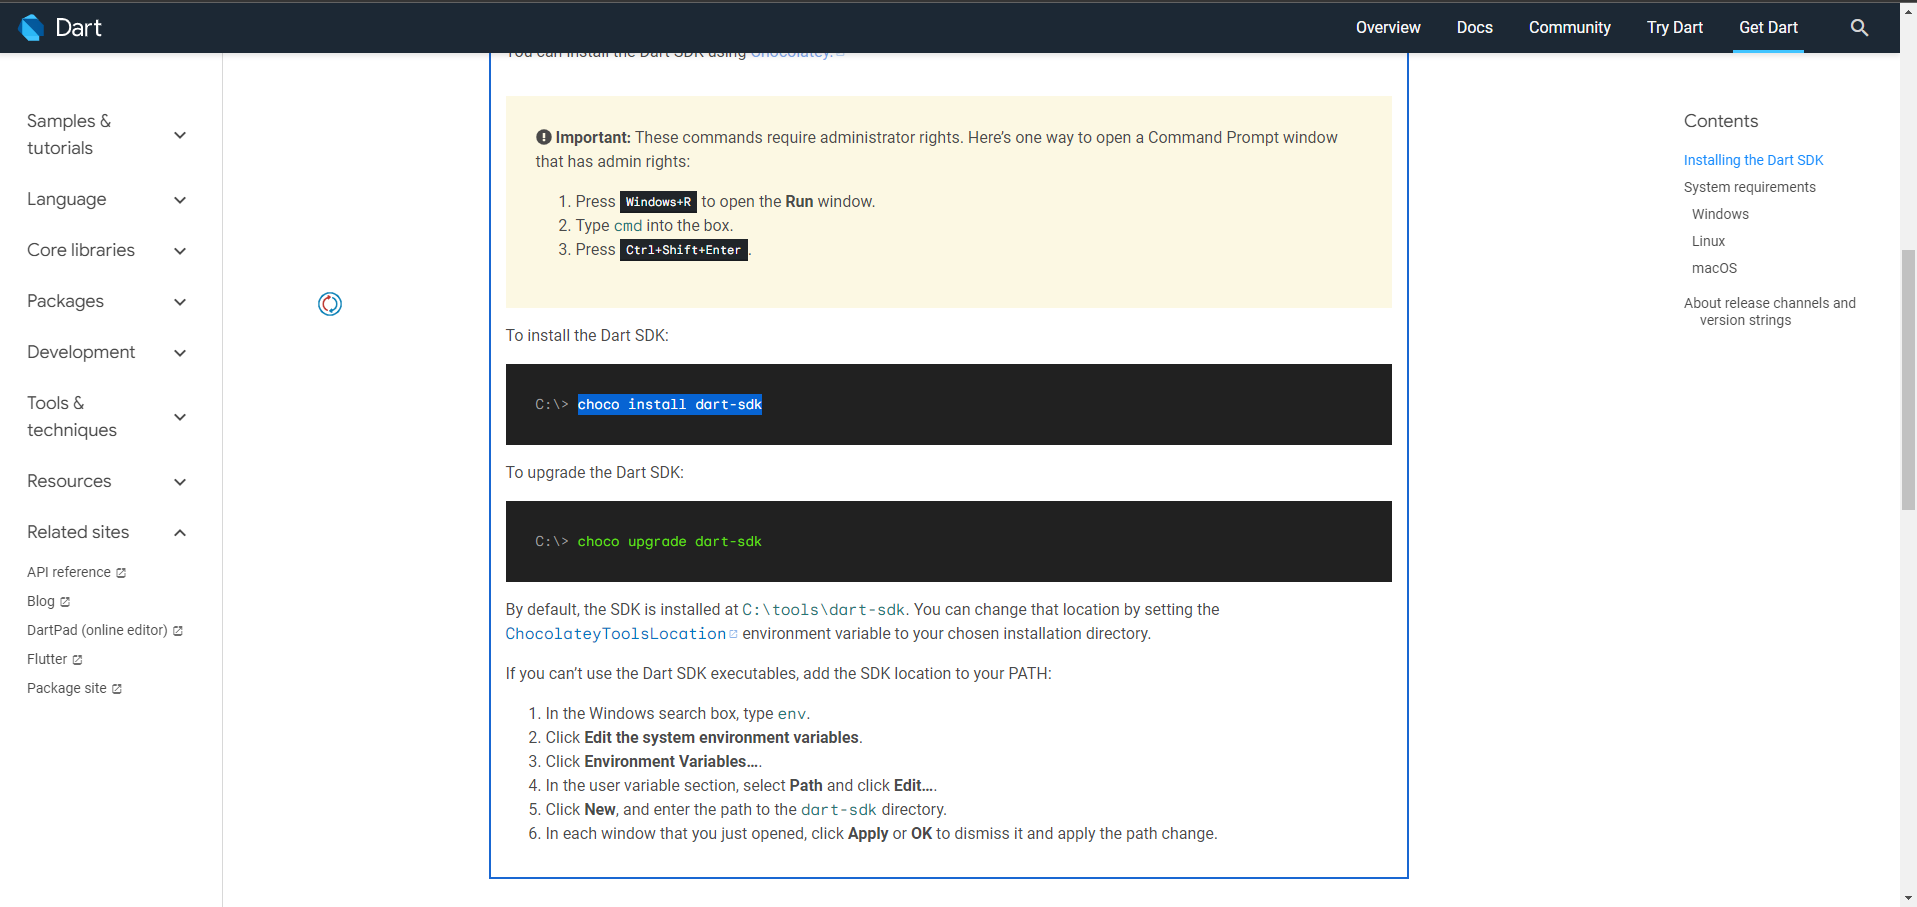 Dart
Overview
Docs
Community
Try Dart
Get Dart
Samples &
tutorials
Language
Core libraries
Packages
Development
Tools &
techniques
Resources
Related sites
API reference
Blog
DartPad (online editor)
Flutter
Package site
You can install the Dart SDK using Chocolatey.
Important: These commands require administrator rights. Here’s one way to open a Command Prompt window
that has admin rights:
1. Press Windows+R to open the Run window.
2. Type cmd into the box.
3. Press Ctrl+Shift+Enter.
To install the Dart SDK:
C:\> choco install dart-sdk
To upgrade the Dart SDK:
C:\> choco upgrade dart-sdk
By default, the SDK is installed at C:\tools\dart-sdk. You can change that location by setting the
ChocolateyToolsLocation environment variable to your chosen installation directory.
If you can’t use the Dart SDK executables, add the SDK location to your PATH:
1. In the Windows search box, type env.
2. Click Edit the system environment variables.
3. Click Environment Variables….
4. In the user variable section, select Path and click Edit….
5. Click New, and enter the path to the dart-sdk directory.
6. In each window that you just opened, click Apply or OK to dismiss it and apply the path change.
Contents
Installing the Dart SDK
System requirements
Windows
Linux
macOS
About release channels and
version strings